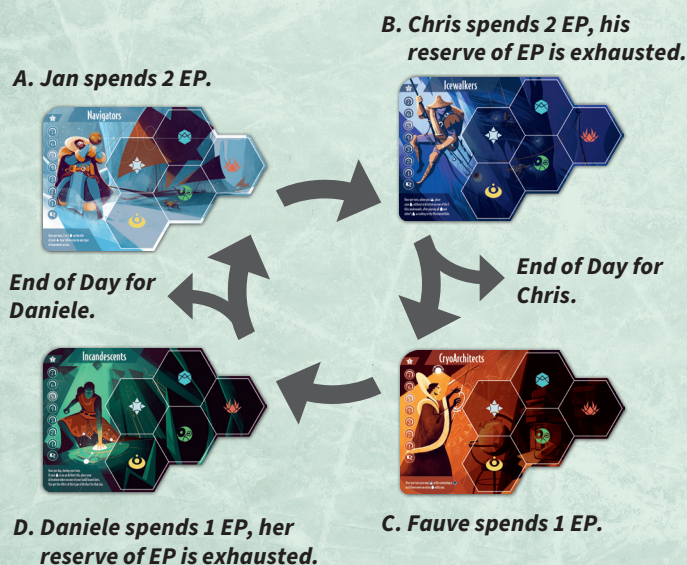 B. Chris spends 2 EP, his
reserve of EP is exhausted.
A. Jan spends 2 EP.
Navigators
Icewalkers
End of Day for
Daniele.
End of Day for
Chris.
Incandescents
CryoArchitects
D. Daniele spends 1 EP, her
reserve of EP is exhausted.
C. Fauve spends 1 EP.